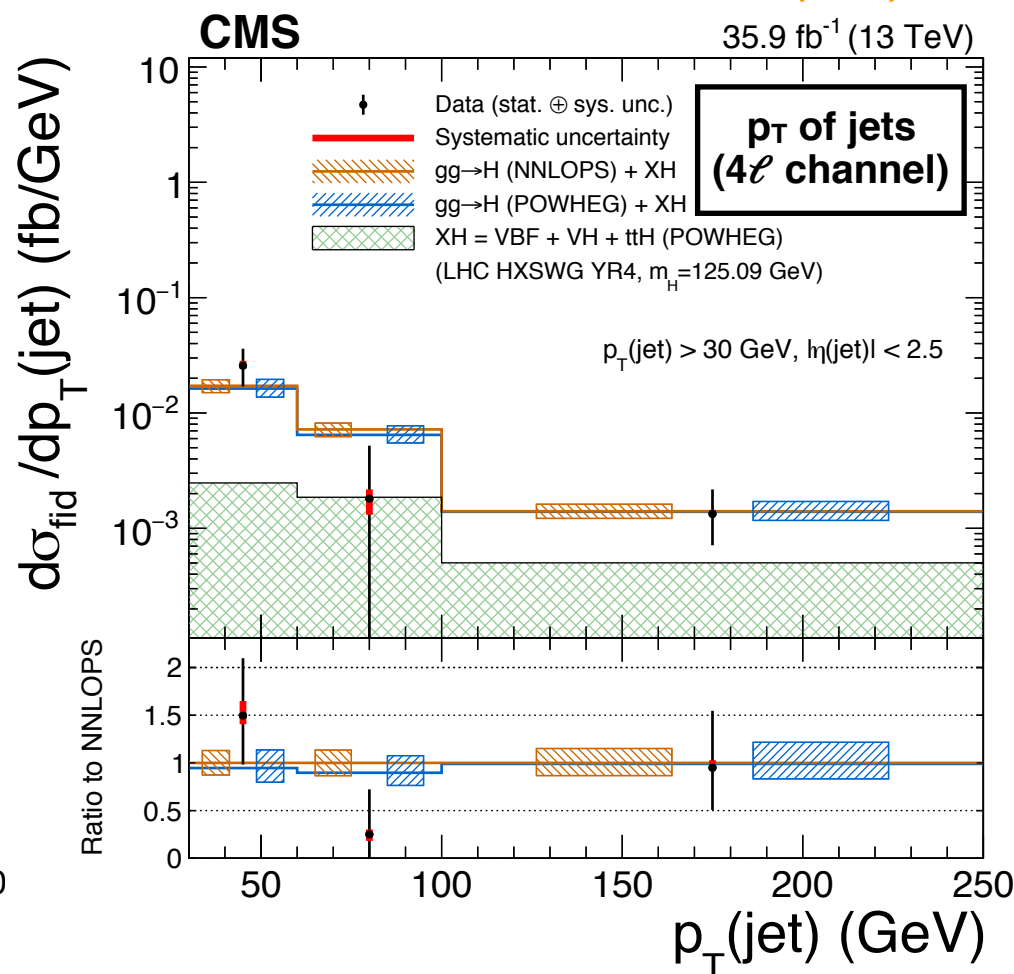 CMS
35.9 fb⁻¹ (13 TeV)
dσ_fid /dp_T(jet) (fb/GeV)
10
1
10⁻¹
10⁻²
10⁻³
Data (stat. ⊕ sys. unc.)
Systematic uncertainty
gg→H (NNLOPS) + XH
gg→H (POWHEG) + XH
XH = VBF + VH + ttH (POWHEG)
(LHC HXSWG YR4, m_H=125.09 GeV)
p_T of jets
(4ℓ channel)
p_T(jet) > 30 GeV, |η(jet)| < 2.5
Ratio to NNLOPS
2
1.5
1
0.5
0
0
50 100 150 200 250
p_T(jet) (GeV)